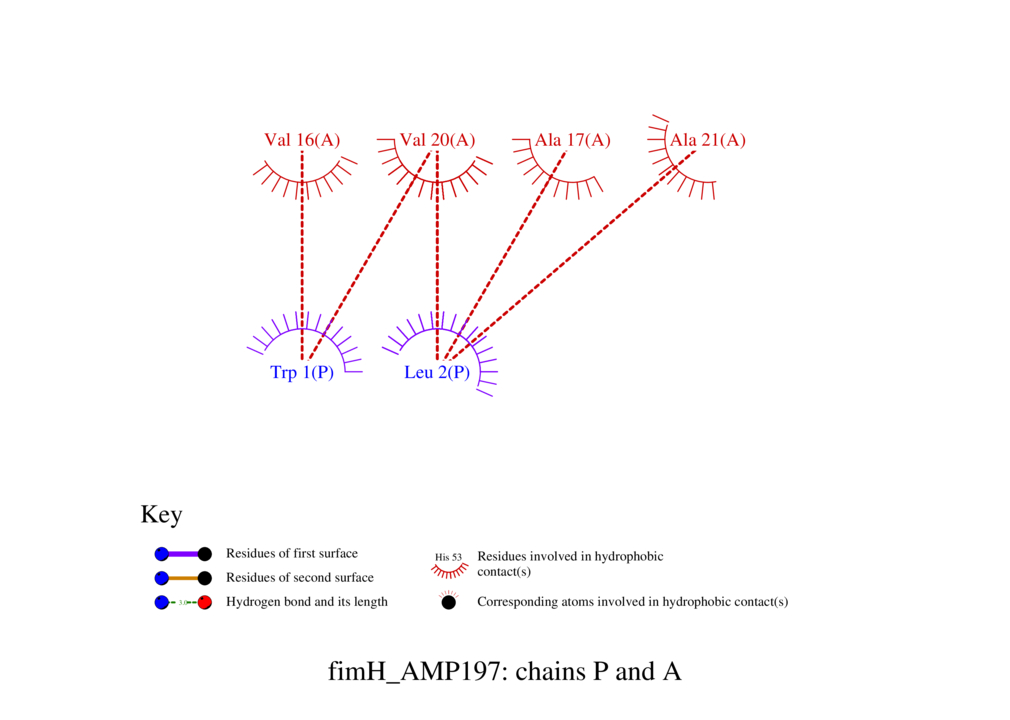 Val 16(A) Val 20(A) Ala 17(A) Ala 21(A)
Trp 1(P) Leu 2(P)
Key
Residues of first surface
Residues of second surface
3.0
Hydrogen bond and its length
His 53
Residues involved in hydrophobic
contact(s)
Corresponding atoms involved in hydrophobic contact(s)
fimH_AMP197: chains P and A